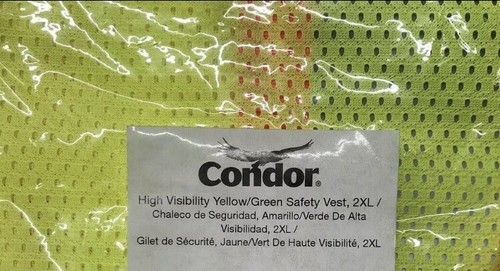 Condor®
High Visibility Yellow/Green Safety Vest, 2XL /
Chaleco de Seguridad, Amarillo/Verde De Alta
Visibilidad, 2XL /
Gilet de Sécurité, Jaune/Vert De Haute Visibilité, 2XL